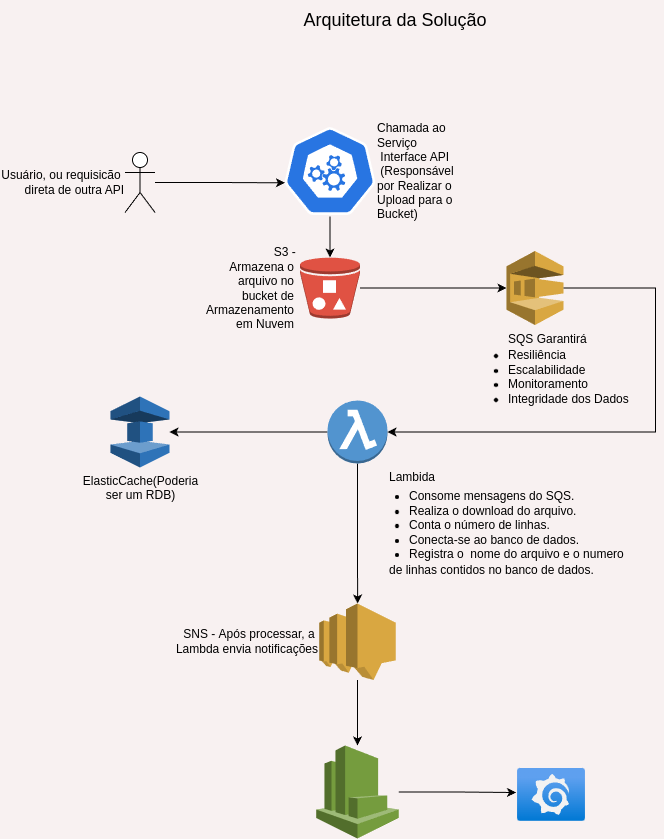 Arquitetura da Solução
Usuário, ou requisicão
direta de outra API
Chamada ao
Serviço
Interface API
(Responsável
por Realizar o
Upload para o
Bucket)
S3 -
Armazena o
arquivo no
bucket de
Armazenamento
em Nuvem
SQS Garantirá
Resiliência
Escalabilidade
Monitoramento
Integridade dos Dados
ElasticCache(Poderia
ser um RDB)
Lambida
Consome mensagens do SQS.
Realiza o download do arquivo.
Conta o número de linhas.
Conecta-se ao banco de dados.
Registra o nome do arquivo e o numero
de linhas contidos no banco de dados.
SNS - Após processar, a
Lambda envia notificações